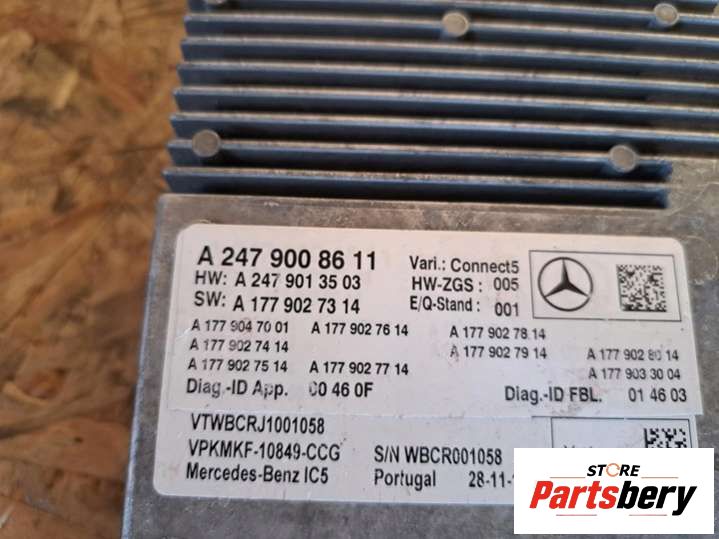 A 247 900 86 11
HW: A 247 901 35 03
SW: A 177 902 73 14
Vari.: Connect5
HW-ZGS : 005
E/Q-Stand : 001
A 177 904 70 01 A 177 902 76 14 A 177 902 78 14
A 177 902 74 14 A 177 902 79 14 A 177 902 80 14
A 177 902 75 14 A 177 902 77 14 A 177 903 30 04
Diag.-ID App. 00 46 0F Diag.-ID FBL. 01 46 03
VTWBCRJ1001058
VPKMKF-10849-CCG S/N WBCR001058
Mercedes-Benz IC5 Portugal 28-11-
STORE
Partsbery